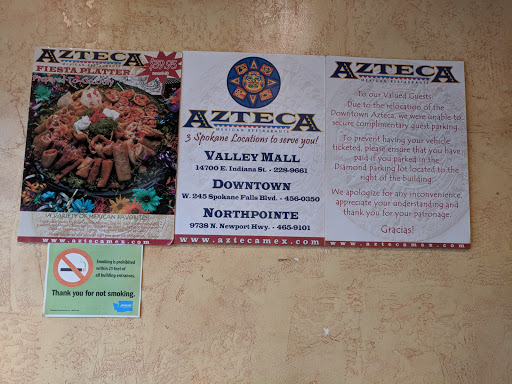 AZTECA
MEXICAN RESTAURANTS
FIESTA PLATTER
A VARIETY OF MEXICAN FAVORITES!
www.aztecamex.com
AZTECA
MEXICAN RESTAURANTS
3 Spokane Locations to serve you!
VALLEY MALL
14700 E. Indiana St. - 228-9661
DOWNTOWN
W. 245 Spokane Falls Blvd. - 456-0350
NORTHPOINTE
9738 N. Newport Hwy. - 465-9101
www.aztecamex.com
AZTECA
MEXICAN RESTAURANTS
To our Valued Guests:
Due to the relocation of the
Downtown Azteca, we were unable to
secure complimentary guest parking.
To prevent having your vehicle
ticketed, please ensure that you have
paid if you parked in the
Diamond parking lot located to the
right of the building.
We apologize for any inconvenience,
appreciate your understanding and
thank you for your patronage.
Gracias!
www.aztecamex.com
Smoking is prohibited
within 25 feet of
all building entrances.
Thank you for not smoking.